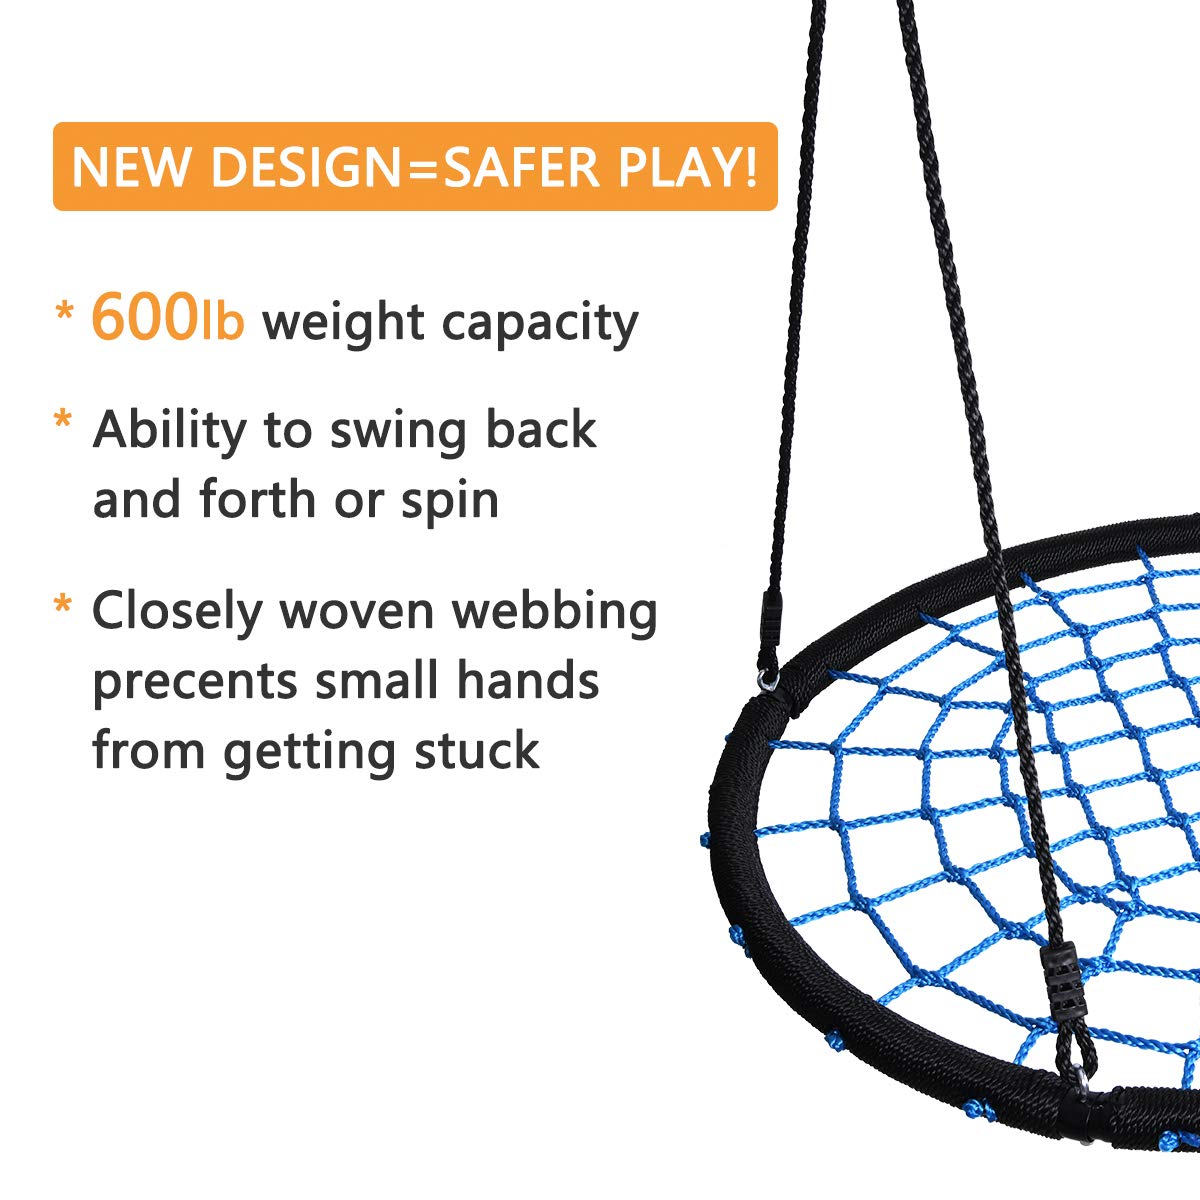 NEW DESIGN=SAFER PLAY!
* 600lb weight capacity
* Ability to swing back
and forth or spin
* Closely woven webbing
precents small hands
from getting stuck